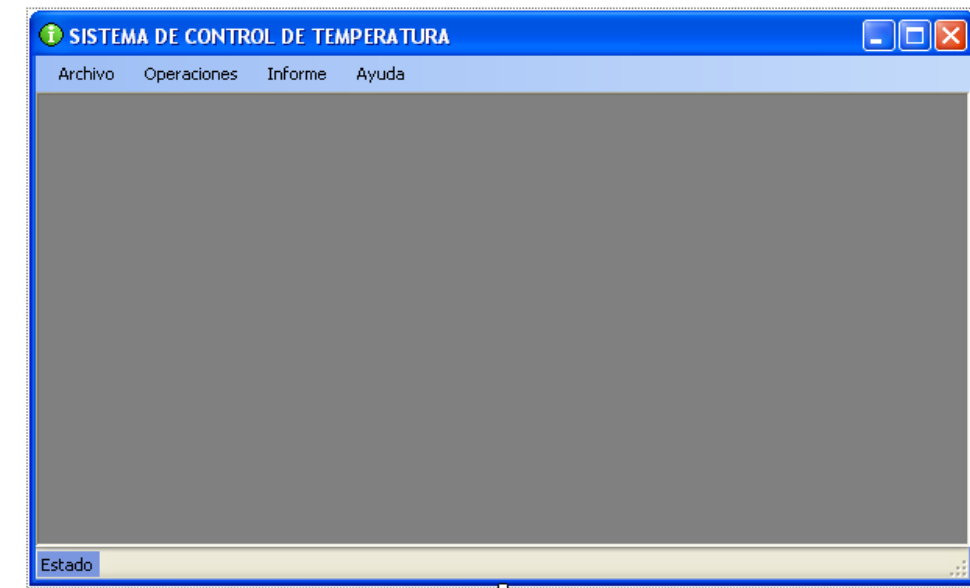 SISTEMA DE CONTROL DE TEMPERATURA
Archivo Operaciones Informe Ayuda
Estado